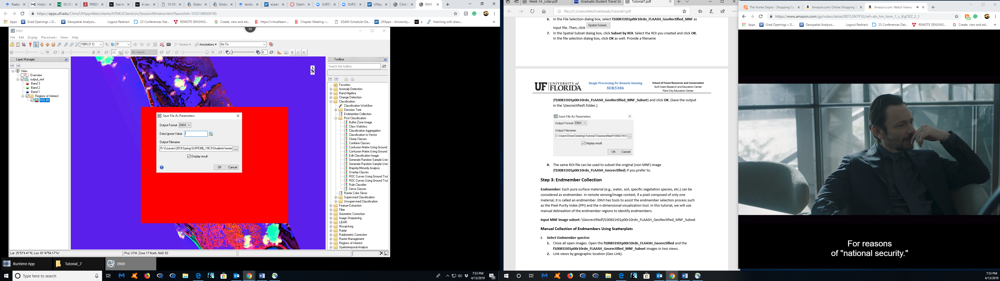 Raabe
Histori
02-211
PREDI
Sea-le
A casu
10.100
Global
Global
landsc
eLearn
Dashb
SUR53
SUR53
UFApp
Citrix R
ENVI
https://apps.ufl.edu/Citrix/UFAppsWeb/clients/HTML5Client/src/SessionWindow.html?launchid=1555198569745
Apps
Grad Openings » D...
Geospatial Analysis...
Logout Redirect
23 Conferences Dat...
REMOTE SENSING...
Create, view and ed...
https://virtuallearn...
Chapter Meeting –...
GSAW-Schedule-De...
UFApps - University...
a
Hatching with draw...
ENVI
File Edit Display Placemarks Views Help
100% (1:1)
0°
Vectors
Annotations
Go To
50
20
No stretch
10
0
Layer Manager
View
Overview
output_mnf
Band 3
Band 2
Band 1
Regions of Interest
ROI #1
N
Save File As Parameters
Output Format ENVI
Data Ignore Value
Output Filename
R:\Courses\2019-Spring-SUR5386_19C3\Students\more
...
Display result
OK Cancel
Toolbox
Search the toolbox
Favorites
Anomaly Detection
Band Algebra
Change Detection
Classification
Classification Workflow
Decision Tree
Endmember Collection
Post Classification
Buffer Zone Image
Class Statistics
Classification Aggregation
Classification to Vector
Clump Classes
Combine Classes
Confusion Matrix Using Ground
Confusion Matrix Using Ground
Edit Classification Image
Generate Random Sample Usin
Generate Random Sample Usin
Majority/Minority Analysis
Overlay Classes
ROC Curves Using Ground Trut
ROC Curves Using Ground Trut
Rule Classifier
Sieve Classes
Raster Color Slices
Supervised Classification
Unsupervised Classification
Feature Extraction
Filter
Geometric Correction
Image Sharpening
LiDAR
Mosaicking
Radar
Radiometric Correction
Raster Management
Regions of Interest
Spatiotemporal Analysis
Lat: 25°57'4.41"N, Lon: 81°47'54.17"W
Proj: UTM, Zone 17 North, NAD 83
Runtime App
Tutorial_7
ENVI
Type here to search
7:53 PM
4/13/2019
18
Week 14 _Lidar.pdf
Graduate Student Travel Gr
Tutorial7.pdf
file:///C:/Users/Mel/Downloads/Tutorial7.pdf
6. In the File Selection dialog box, select f100831t01p00r10rdn_FLAASH_GeoRectified_MNF as
input file. Then, click Spatial Subset...
7. In the Spatial Subset dialog box, click Subset by ROI. Select the ROI you created and click OK.
In the file selection dialog box, click OK as well. Provide a filename
UF UNIVERSITY of FLORIDA
Image Processing for Remote Sensing
SUR5386
School of Forest Resources and Conservation
Gulf Coast Research and Education Center
Plant City Education Center
(f100831t01p00r10rdn_FLAASH_GeoRectified_MNF_Subset) and click OK. (Save the output
in the \Georectified\ folder.)
Save File As Parameters
Output Format ENVI
Output Filename:
C:\Users\Ömer\Desktop\Tutorial7\Georectified\f100831t01p
...
Display result
OK Cancel
8. The same ROI file can be used to subset the original (non MNF) image
(f100831t01p00r10rdn_FLAASH_Georectified) if you prefer to.
Step 3: Endmember Collection
Endmember: Each pure surface material (e.g., water, soil, specific vegetation species, etc.) can be
considered as endmember. In remote sensing/image context, if a pixel composed of only one
material, it is called an endmember. ENVI has tools to assist the endmember selection process such
as the Pixel Purity Index (PPI) and the n-dimensional visualization tool. In this tutorial, we will use
manual delineation of the endmember regions to identify endmembers.
Input MNF image subset: \Georectified\f100831t01p00r10rdn_FLAASH_GeoRectified_MNF_Subset
Manual Collection of Endmembers Using Scatterplots
I. Select Endmember spectra:
1. Close all open images. Open the f100831t01p00r10rdn_FLAASH_Georectified and the
f100831t01p00r10rdn_FLAASH_Georectified_MNF_Subset images in two views.
2. Link views by geographic location (Geo Link).
The Home Depot - Shopping Ca
Amazon.com: Online Shopping f
Amazon.com: Watch Hanna
https://www.amazon.com/gp/video/detail/B07L5N7P32/ref=atv_hm_hom_1_c_iEgOEZ_2_1
24
Apps
Grad Openings » D...
Geospatial Analysis...
Logout Redirect
23 Conferences Dat...
REMOTE SENSING...
Create, view and ed...
For reasons
of "national security."
7:53 PM
4/13/2019